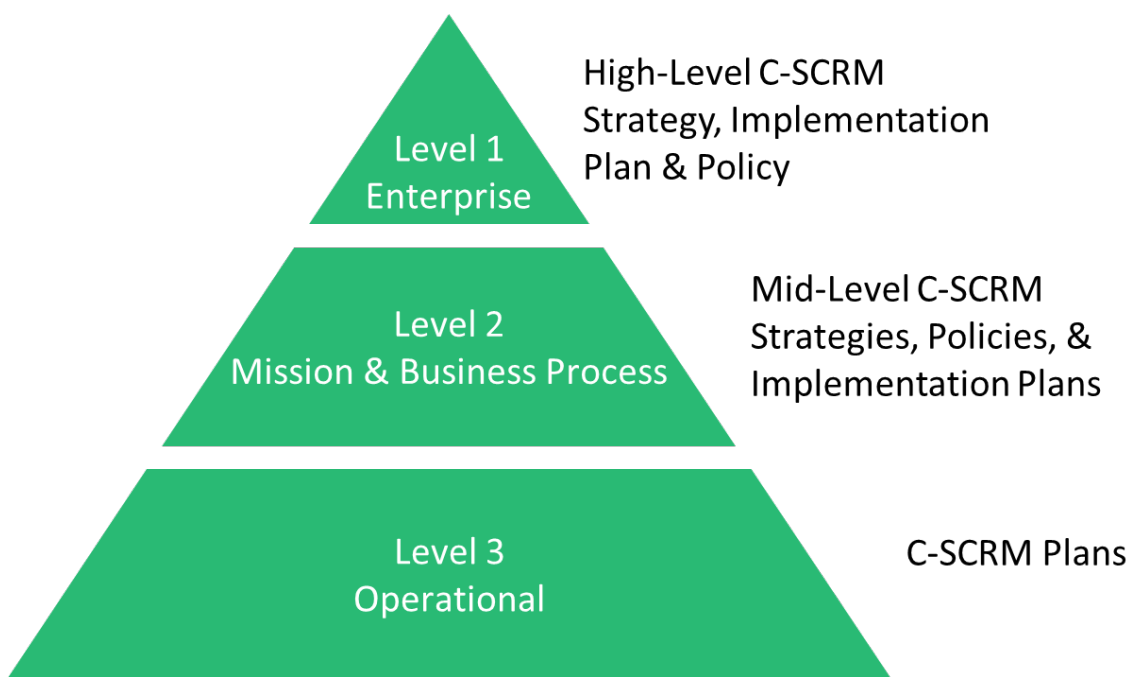 High-Level C-SCRM
Strategy, Implementation
Plan & Policy
Level 1
Enterprise
Mid-Level C-SCRM
Strategies, Policies, &
Implementation Plans
Level 2
Mission & Business Process
Level 3
Operational
C-SCRM Plans